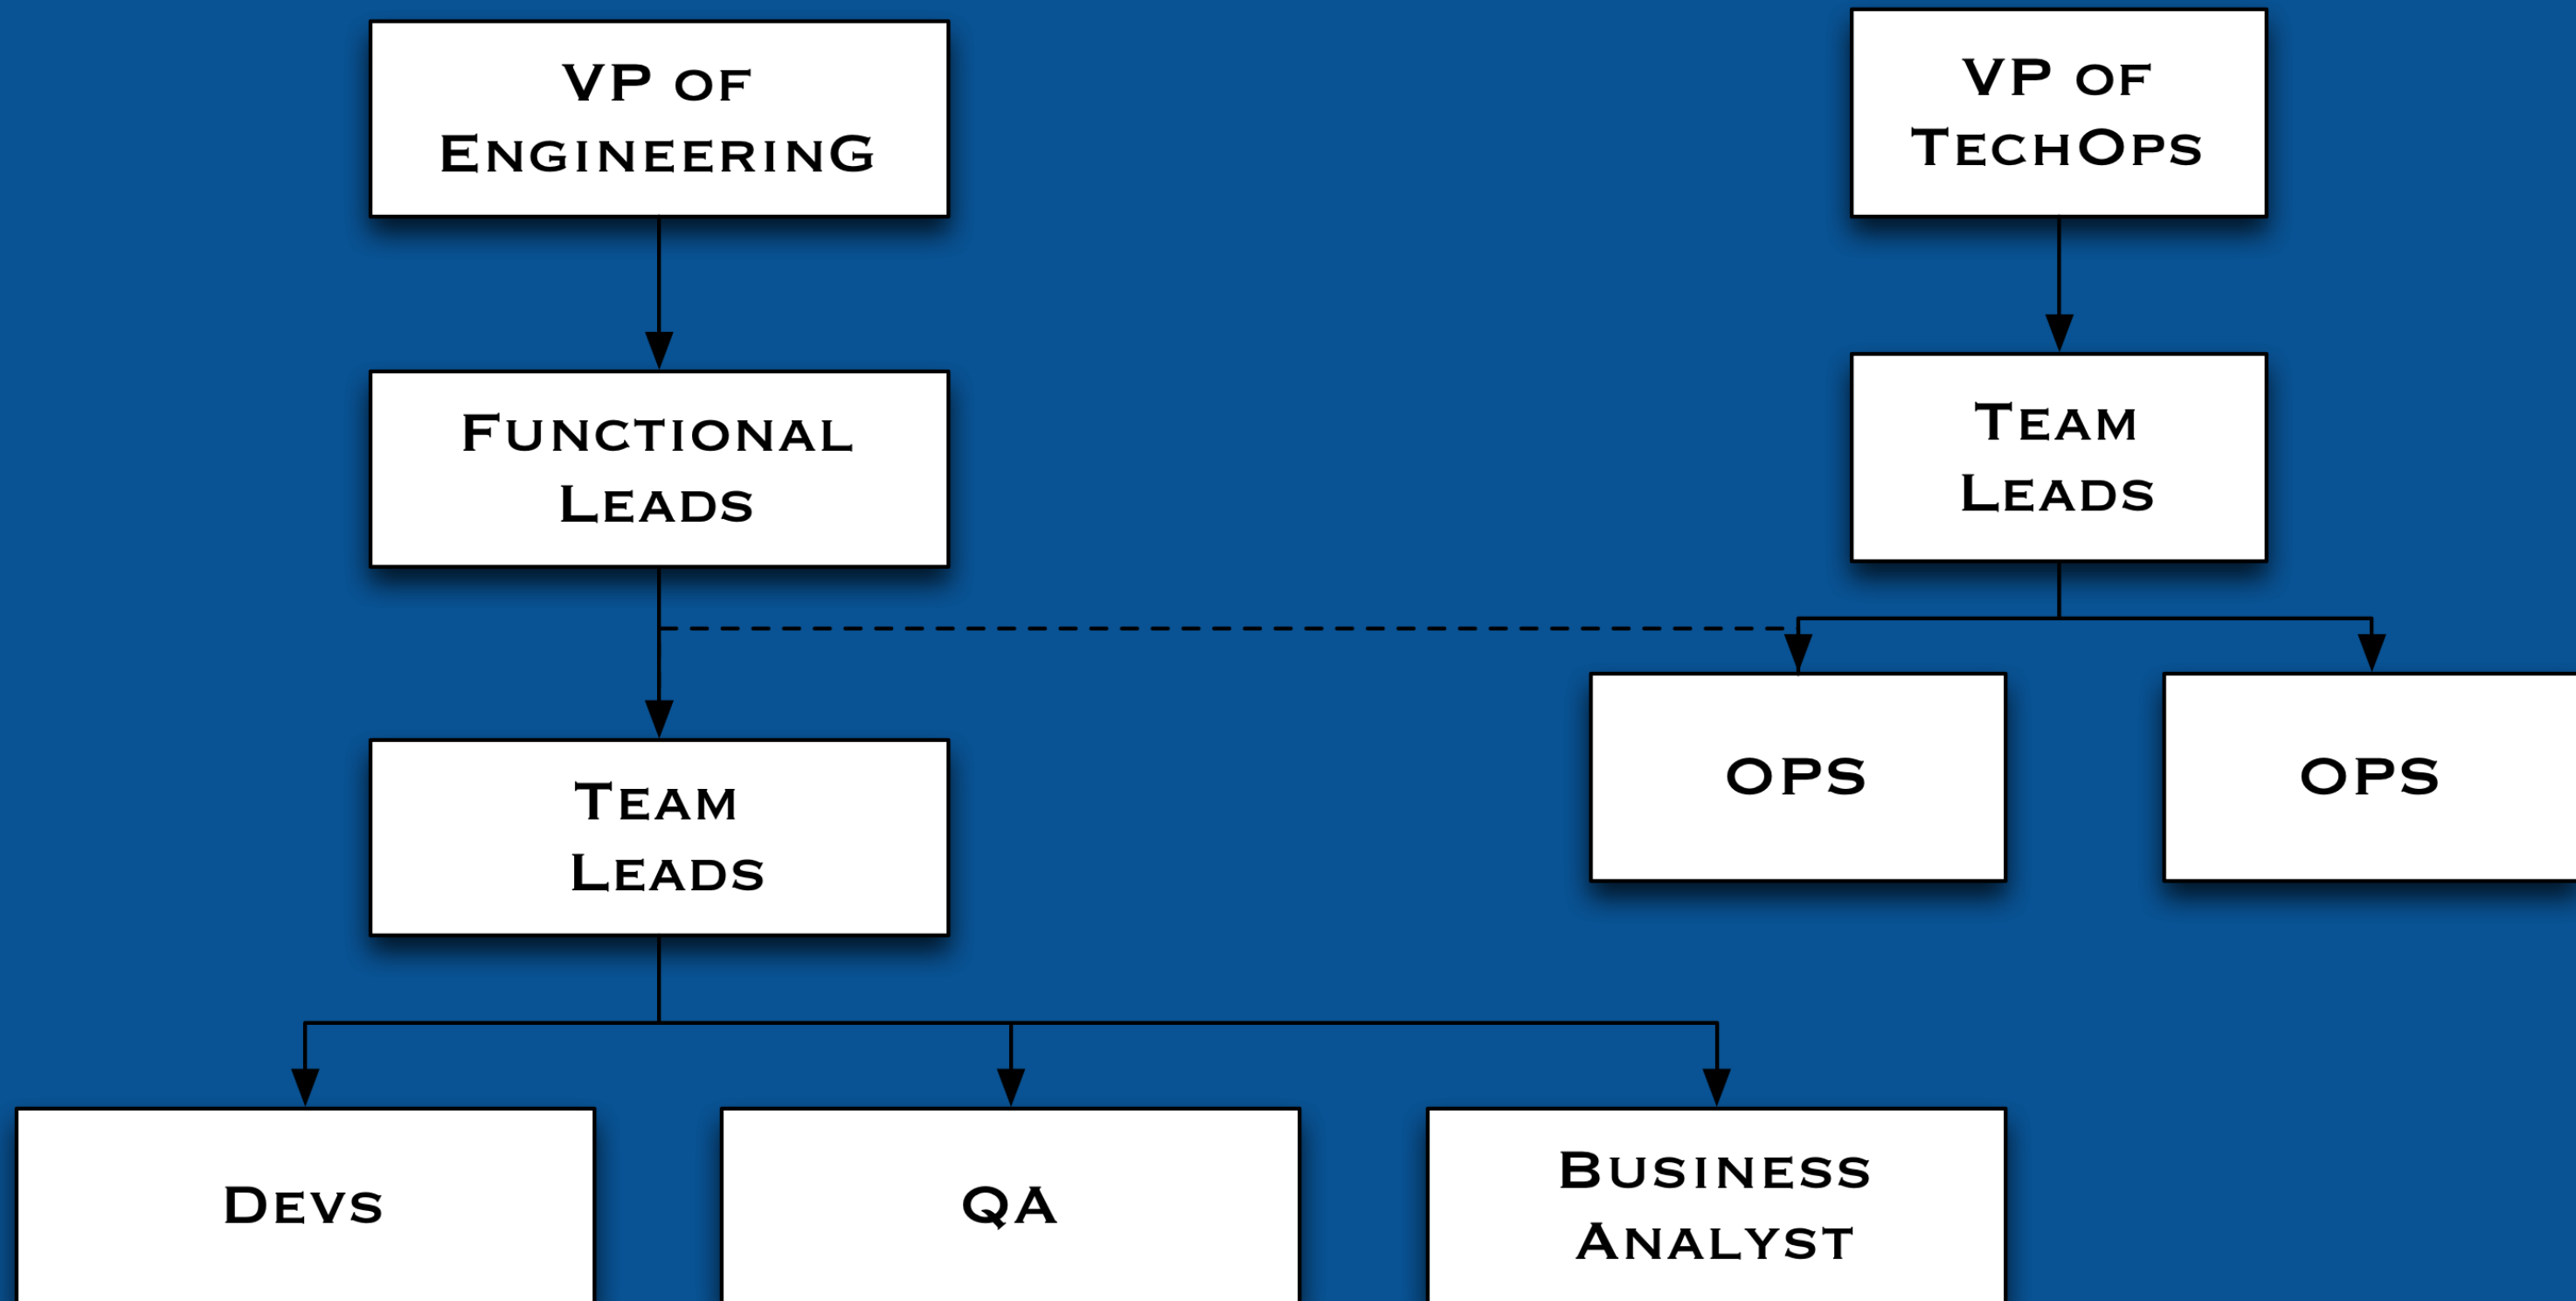 VP of
EngineerinG
VP of
TechOps
Functional
Leads
Team
Leads
Team
Leads
ops
ops
Devs
QA
Business
Analyst